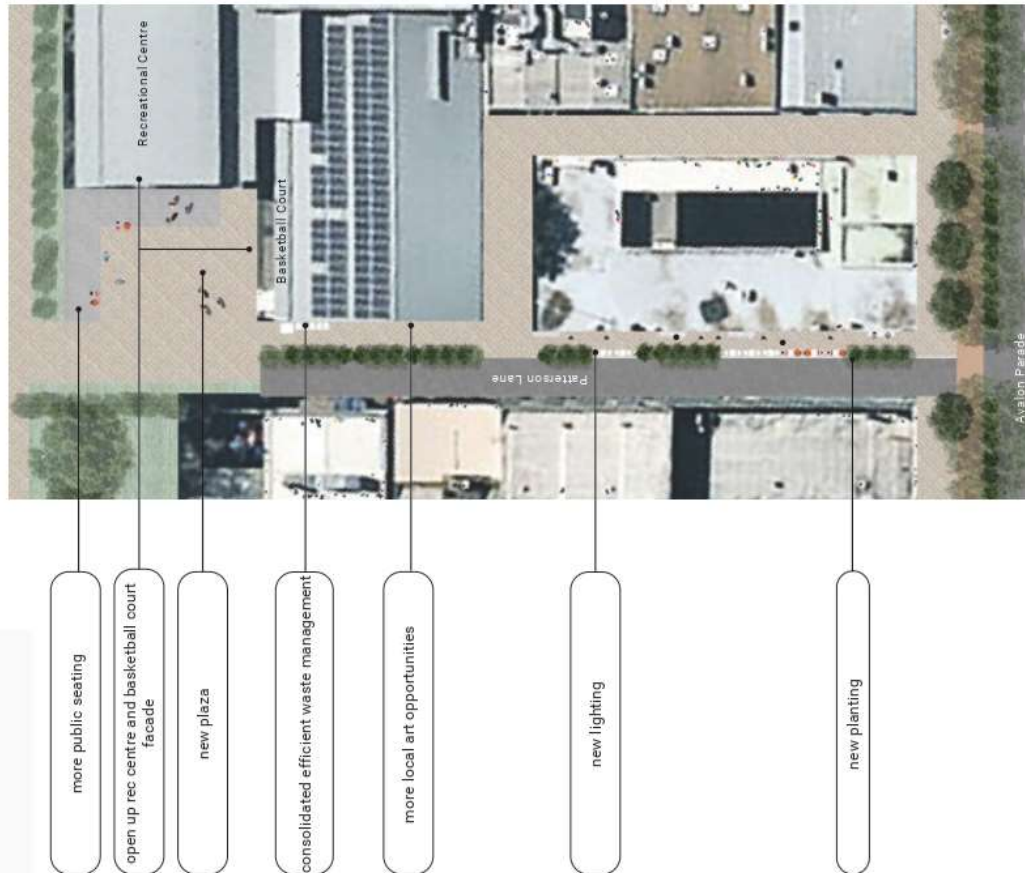 Recreational Centre
Basketball Court
Patterson Lane
Avalon Parade
more public seating
open up rec centre and basketball court
facade
new plaza
consolidated efficient waste management
more local art opportunities
new lighting
new planting